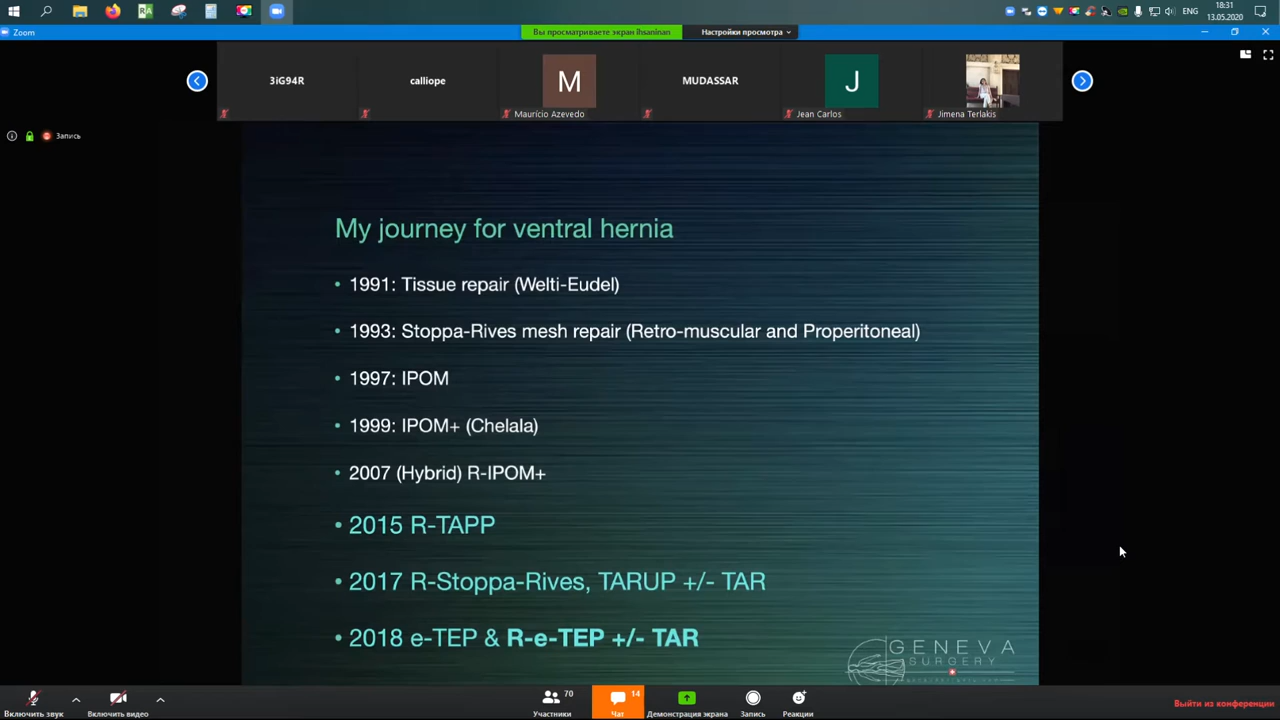 18:31
ENG
13.05.2020
Zoom
Вы просматриваете экран ihsaninan
Настройки просмотра
3iG94R
calliope
M
MUDASSAR
J
Maurício Azevedo
Jean Carlos
Jimena Terlakis
Запись
My journey for ventral hernia
• 1991: Tissue repair (Welti-Eudel)
• 1993: Stoppa-Rives mesh repair (Retro-muscular and Properitoneal)
• 1997: IPOM
• 1999: IPOM+ (Chelala)
• 2007 (Hybrid) R-IPOM+
• 2015 R-TAPP
• 2017 R-Stoppa-Rives, TARUP +/- TAR
• 2018 e-TEP & R-e-TEP +/- TAR
GENEVA
SURGERY
70
14
Включить звук
Включить видео
Участники
Чат
Демонстрация экрана
Запись
Реакции
Выйти из конференции